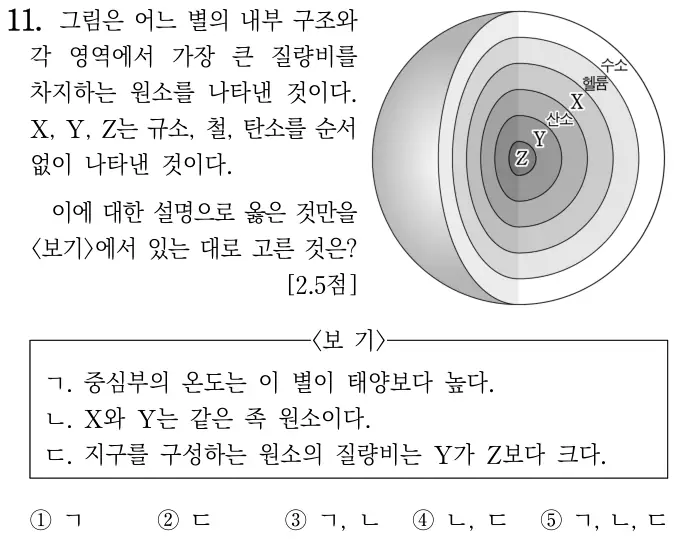 11. 그림은 어느 별의 내부 구조와
각 영역에서 가장 큰 질량비를
차지하는 원소를 나타낸 것이다.
X, Y, Z는 규소, 철, 탄소를 순서
없이 나타낸 것이다.
이에 대한 설명으로 옳은 것만을
〈보기〉에서 있는 대로 고른 것은?
[2.5점]
수소
헬륨
X
산소
Y
Z
〈보 기〉
ㄱ. 중심부의 온도는 이 별이 태양보다 높다.
ㄴ. X와 Y는 같은 족 원소이다.
ㄷ. 지구를 구성하는 원소의 질량비는 Y가 Z보다 크다.
① ㄱ ② ㄷ ③ ㄱ, ㄴ ④ ㄴ, ㄷ ⑤ ㄱ, ㄴ, ㄷ